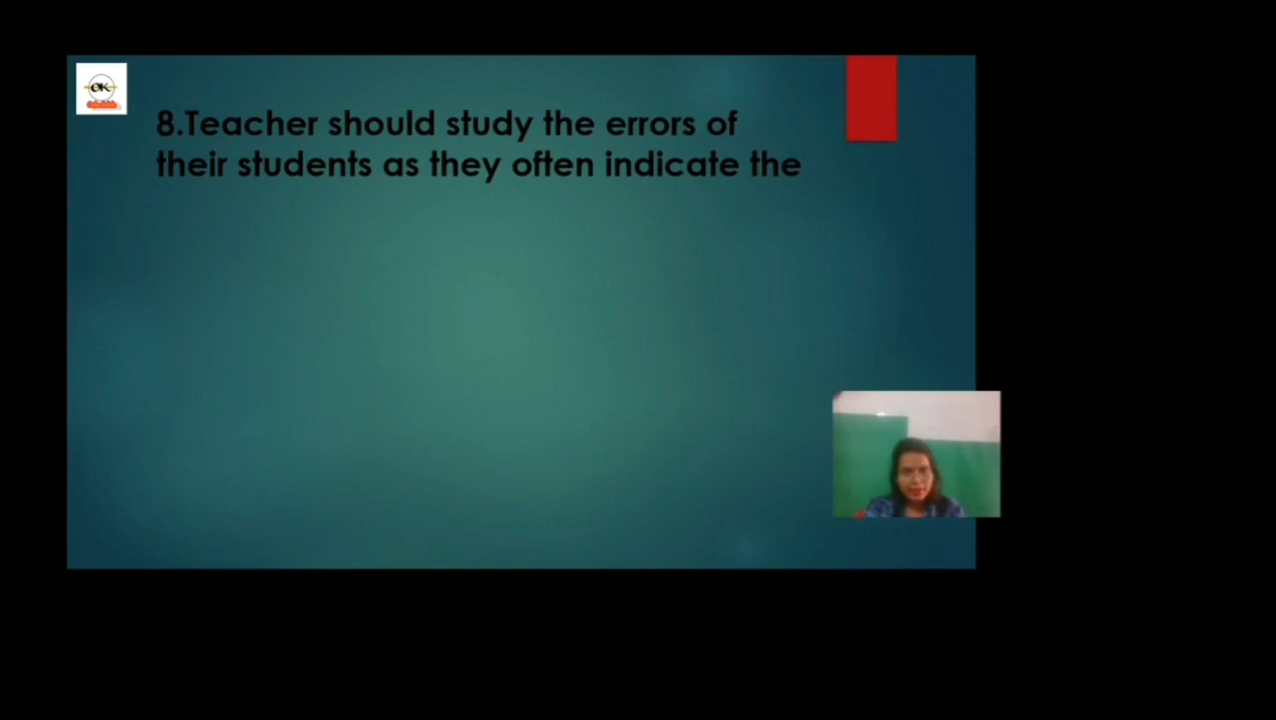 8.Teacher should study the errors of
their students as they often indicate the